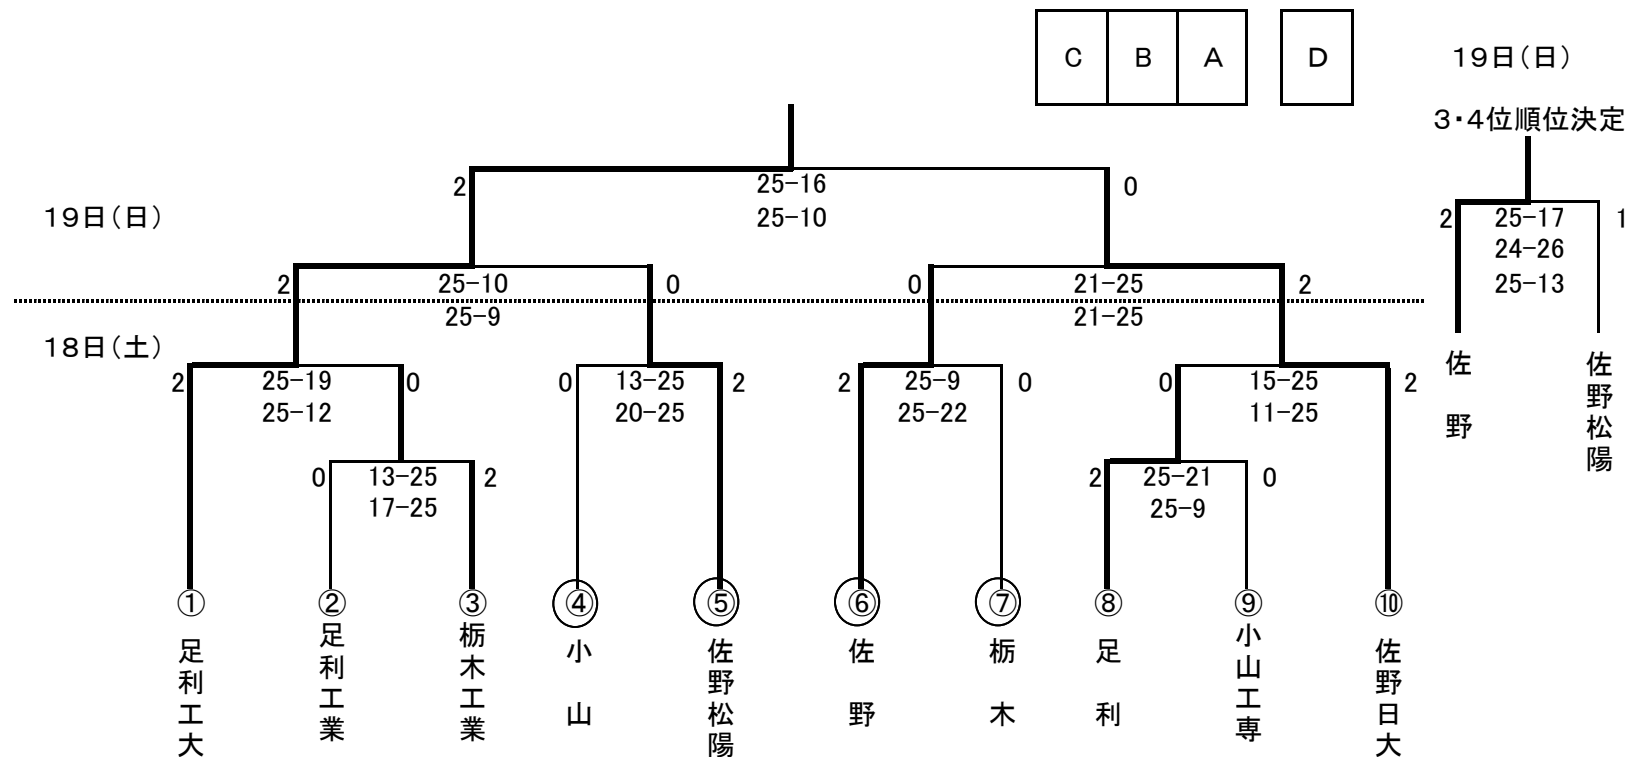 C B A D
19日(日)
3・4位順位決定
2 25-16 0
25-10
19日(日)
2 25-17 1
24-26
25-13
2 25-10 0
25-9
0 21-25 2
21-25
18日(土)
佐野
佐野松陽
2 25-19 0
25-12
0 13-25 2
20-25
2 25-9 0
25-22
0 15-25 2
11-25
0 13-25 2
17-25
2 25-21 0
25-9
① ② ③ ④ ⑤ ⑥ ⑦ ⑧ ⑨ ⑩
足利工大
足利工業
栃木工業
小山
佐野松陽
佐野
栃木
足利
小山工専
佐野日大